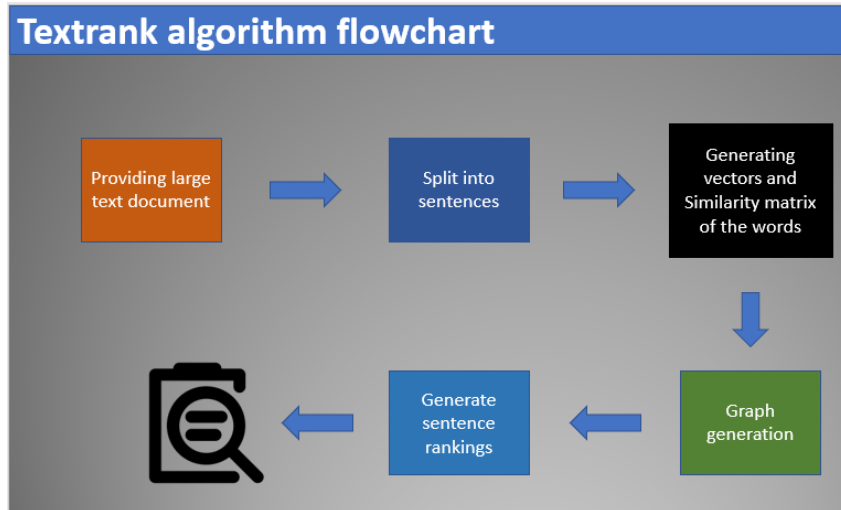 Textrank algorithm flowchart
Providing large
text document
Split into
sentences
Generating
vectors and
Similarity matrix
of the words
Graph
generation
Generate
sentence
rankings